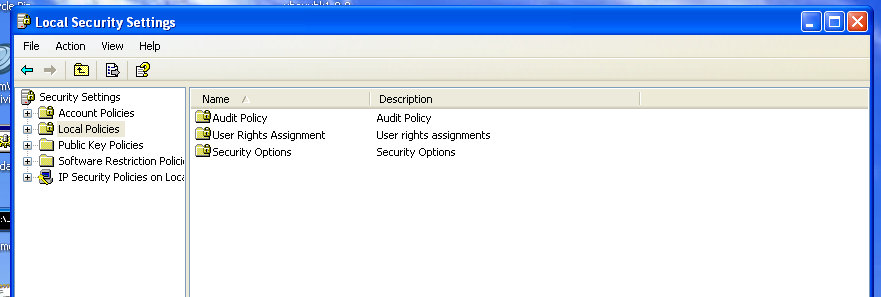 cle Bin
Local Security Settings
File Action View Help
Security Settings
Account Policies
Local Policies
Public Key Policies
Software Restriction Polici
IP Security Policies on Loca
Name Description
Audit Policy Audit Policy
User Rights Assignment User rights assignments
Security Options Security Options